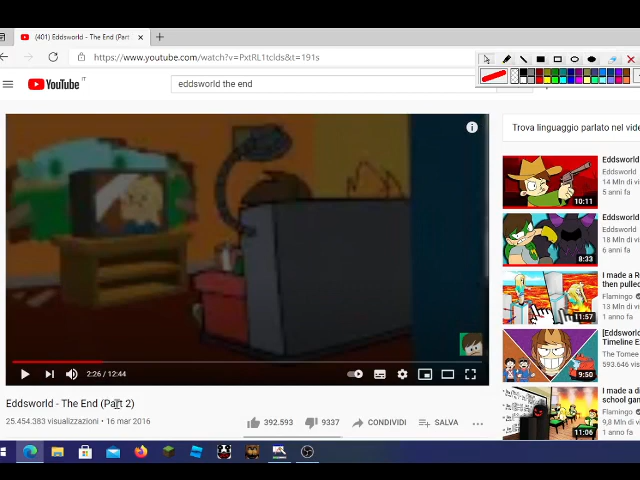 (401) Eddsworld - The End (Part
https://www.youtube.com/watch?v=PxtRL1tclds&t=191s
YouTube IT
eddsworld the end
Trova linguaggio parlato nel vide
Eddsworld
Eddsworld
14 Mln di vi
5 anni fa
10:11
Eddsworld
Eddsworld
18 Mln di vi
6 anni fa
8:33
I made a R
then pulled
Flamingo
13 Mln di vi
1 anno fa
11:57
[Eddsworld
Timeline E
The Tomee
593.646 vis
9:50
I made a di
school gam
Flamingo
9,8 Mln di v
1 anno fa
11:06
2:26 / 12:44
Eddsworld - The End (Part 2)
25.454.383 visualizzazioni • 16 mar 2016
392.593
9337
CONDIVIDI
SALVA